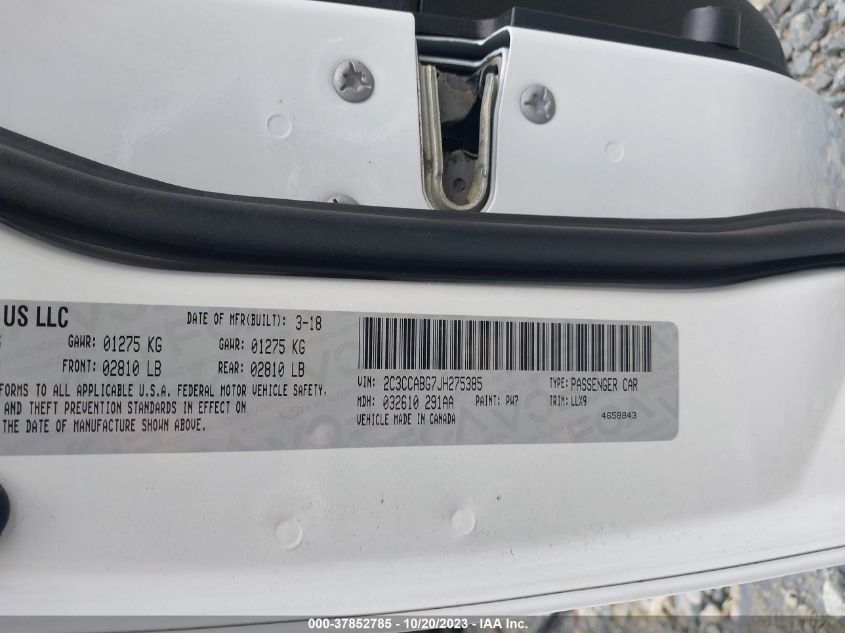 US LLC
DATE OF MFR(BUILT): 3-18
GAWR: 01275 KG GAWR: 01275 KG
FRONT: 02810 LB REAR: 02810 LB
FORMS TO ALL APPLICABLE U.S.A. FEDERAL MOTOR VEHICLE SAFETY,
AND THEFT PREVENTION STANDARDS IN EFFECT ON
THE DATE OF MANUFACTURE SHOWN ABOVE.
VIN: 2C3CCABG7JH275385 TYPE: PASSENGER CAR
MDH: 032610 291AA PAINT: PW7 TRIM: LLX9
VEHICLE MADE IN CANADA 4658843
000-37852785 - 10/20/2023 - IAA Inc.